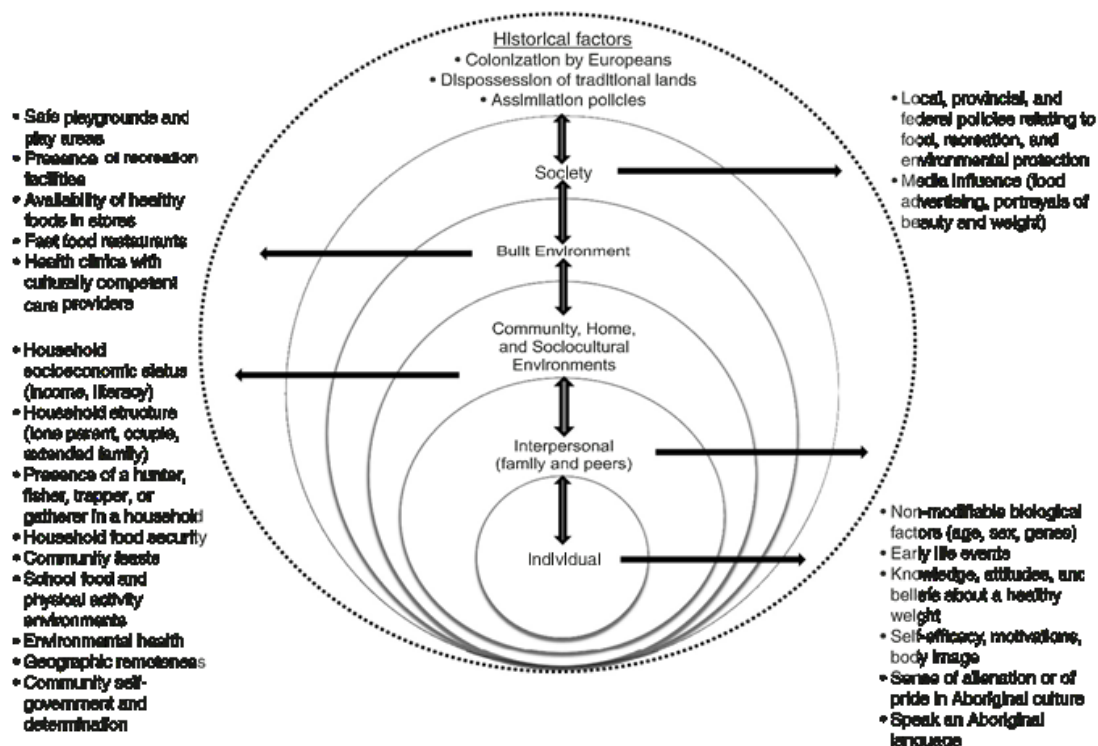 Historical factors
• Colonization by Europeans
• Dispossession of traditional lands
• Assimilation policies
Society
Built Environment
Community, Home,
and Sociocultural
Environments
Interpersonal
(family and peers)
Individual
• Safe playgrounds and
play areas
• Presence of recreation
facilities
• Availability of healthy
foods in stores
• Fast food restaurants
• Health clinics with
culturally competent
care providers
• Household
socioeconomic status
(income, literacy)
• Household structure
(lone parent, couple,
extended family)
• Presence of a hunter,
fisher, trapper, or
gatherer in a household
• Household food security
• Community feasts
• School food and
physical activity
environments
• Environmental health
• Geographic remoteness
• Community self-
government and
determination
• Local, provincial, and
federal policies relating to
food, recreation, and
environmental protection
• Media influence (food
advertising, portrayals of
beauty and weight)
• Non-modifiable biological
factors (age, sex, genes)
• Early life events
• Knowledge, attitudes, and
beliefs about a healthy
weight
• Self-efficacy, motivations,
body image
• Sense of alienation or of
pride in Aboriginal culture
• Speak an Aboriginal
language